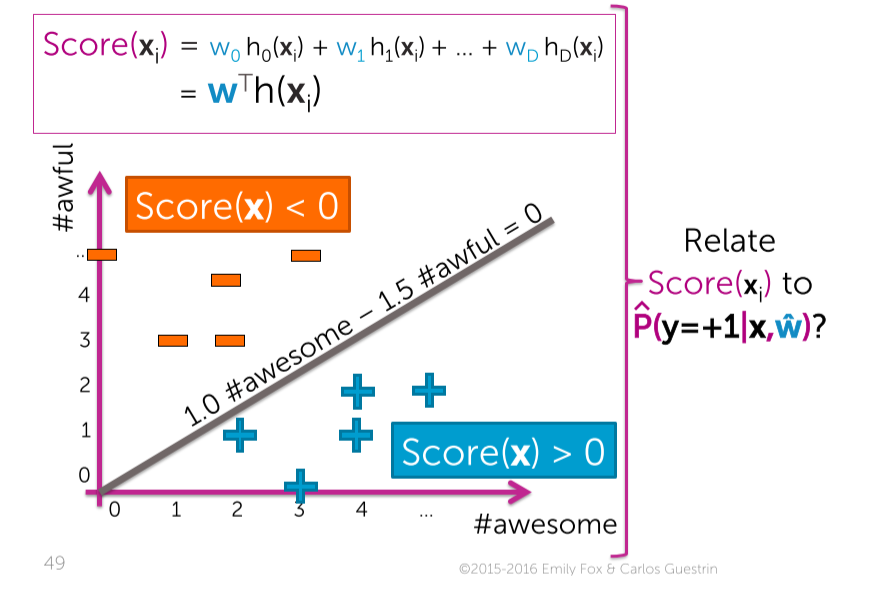 Score(xᵢ) = w₀ h₀(xᵢ) + w₁ h₁(xᵢ) + … + w_D h_D(xᵢ)
= wᵀh(xᵢ)
#awful
Score(x) < 0
1.0 #awesome – 1.5 #awful = 0
..
4
3
2
1
0
Score(x) > 0
0 1 2 3 4 ...
#awesome
Relate
Score(xᵢ) to
P̂(y=+1|x,ŵ)?
49
©2015-2016 Emily Fox & Carlos Guestrin